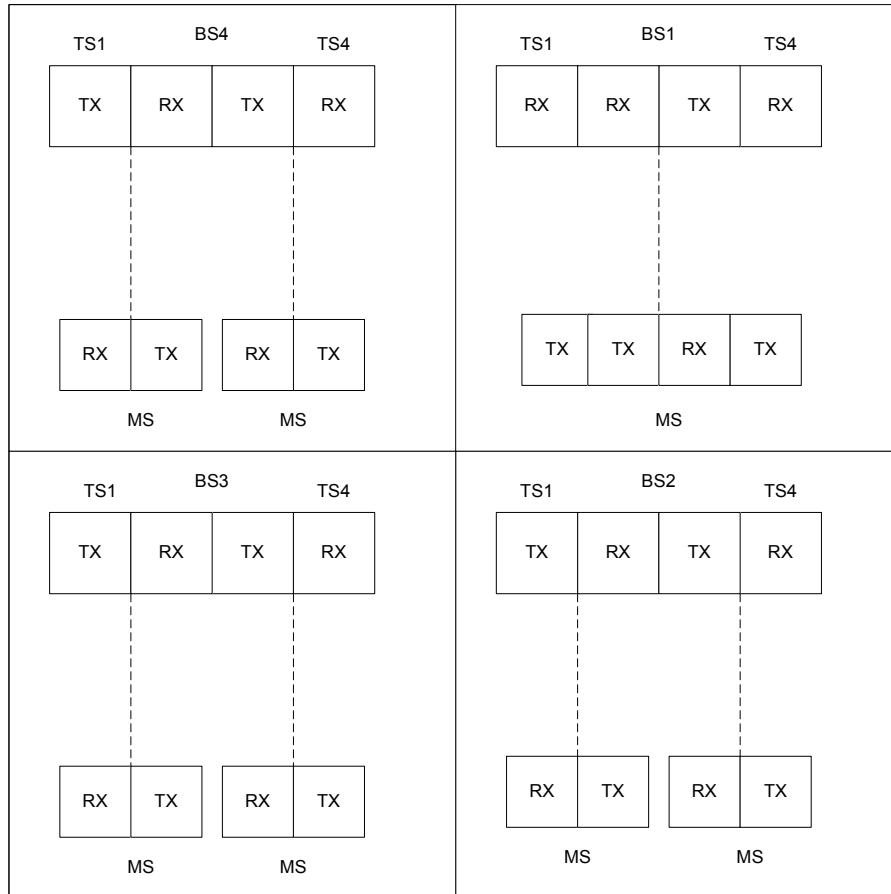 BS4
TS1 TS4
TX RX TX RX
RX TX RX TX
MS MS
BS1
TS1 TS4
RX RX TX RX
TX TX RX TX
MS
BS3
TS1 TS4
TX RX TX RX
RX TX RX TX
MS MS
BS2
TS1 TS4
TX RX TX RX
RX TX RX TX
MS MS